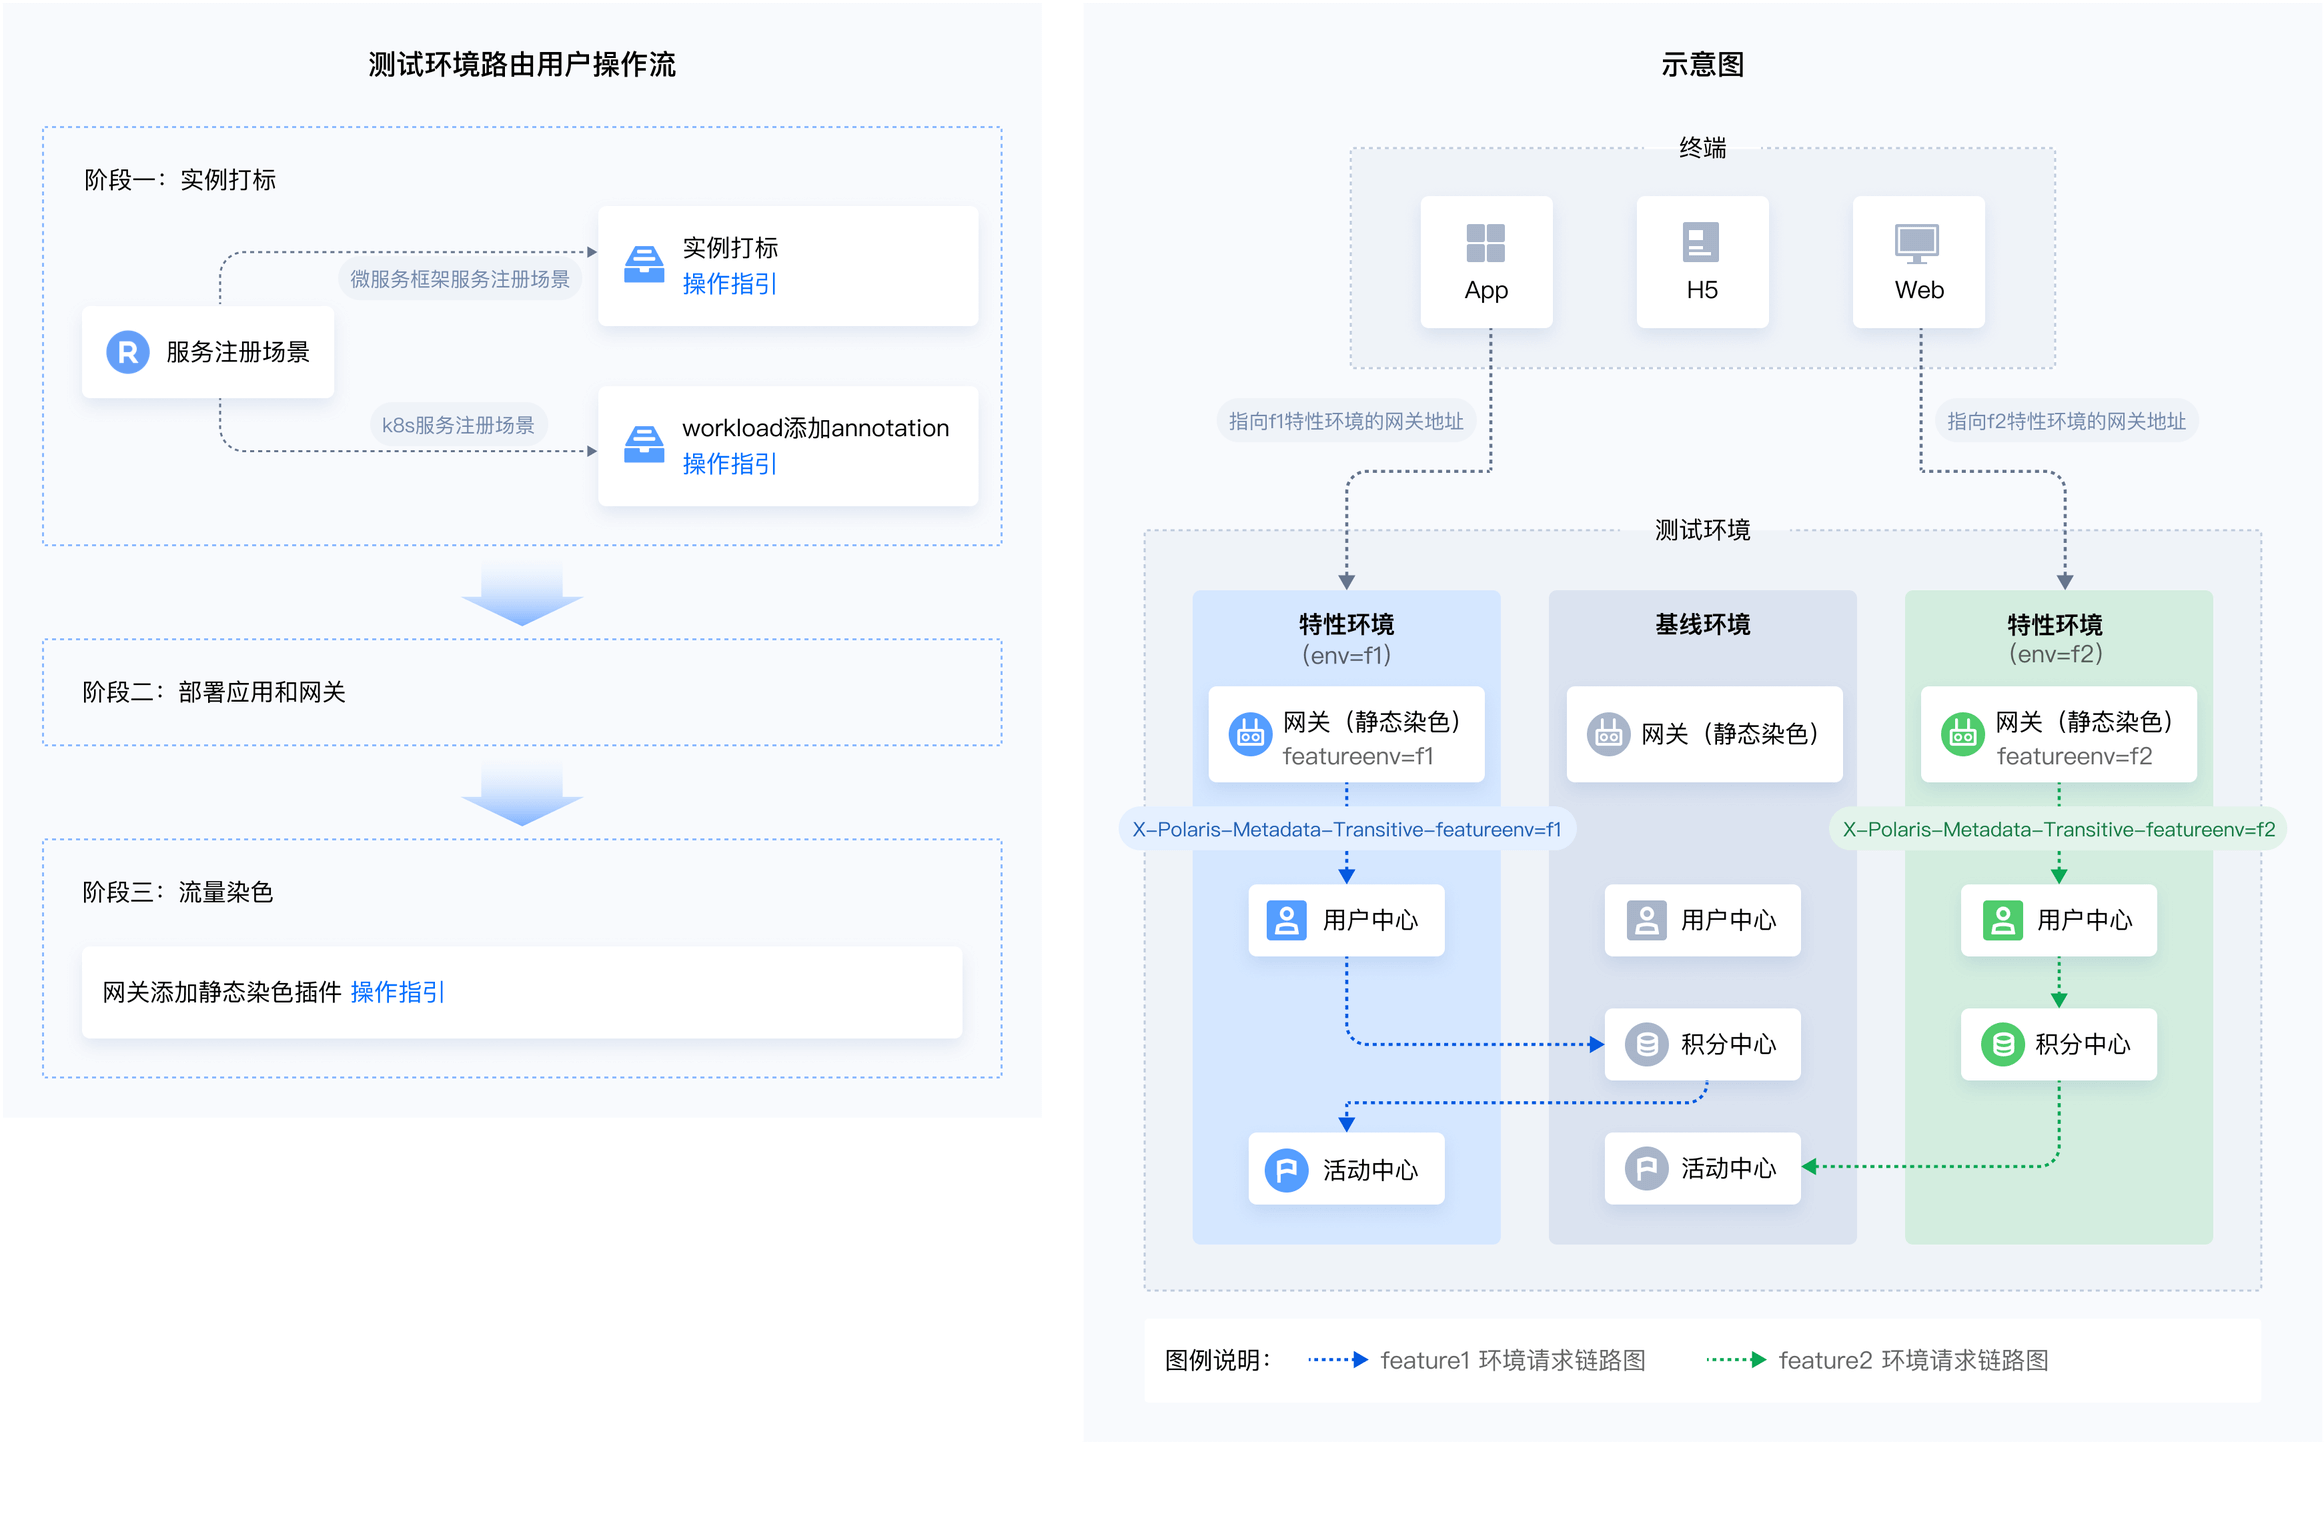 测试环境路由用户操作流
阶段一：实例打标
微服务框架服务注册场景
实例打标
操作指引
R
服务注册场景
k8s服务注册场景
workload添加annotation
操作指引
阶段二：部署应用和网关
阶段三：流量染色
网关添加静态染色插件 操作指引
示意图
终端
App
H5
Web
指向f1特性环境的网关地址
指向f2特性环境的网关地址
测试环境
特性环境
（env=f1）
基线环境
特性环境
（env=f2）
网关（静态染色）
featureenv=f1
网关（静态染色）
网关（静态染色）
featureenv=f2
X-Polaris-Metadata-Transitive-featureenv=f1
X-Polaris-Metadata-Transitive-featureenv=f2
用户中心
用户中心
用户中心
积分中心
积分中心
活动中心
活动中心
图例说明：
feature1 环境请求链路图
feature2 环境请求链路图